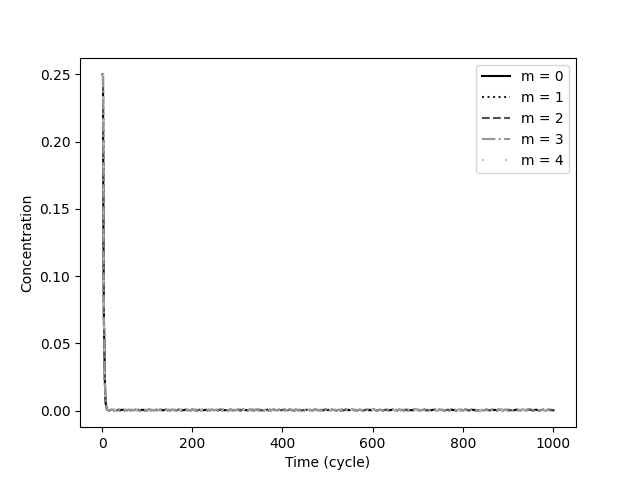 0.25
0.20
0.15
0.10
0.05
0.00
Concentration
m = 0
m = 1
m = 2
m = 3
m = 4
0 200 400 600 800 1000
Time (cycle)